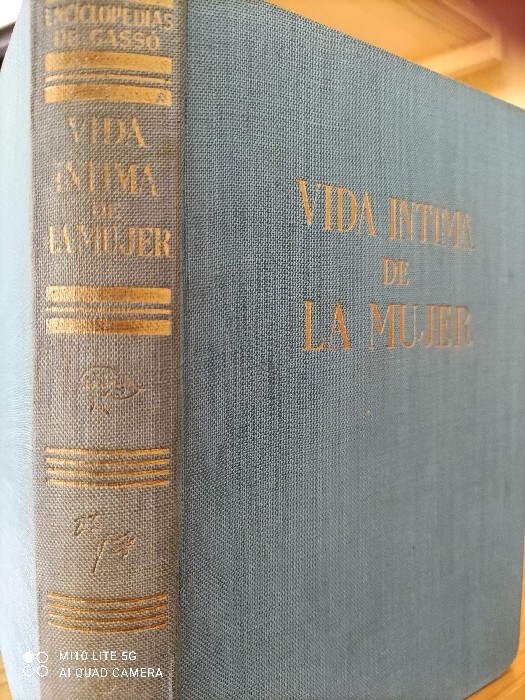 ENCICLOPEDIAS
DE GASSÓ
VIDA
INTIMA
DE
LA MUJER
VIDA INTIMA
DE
LA MUJER
MI 10 LITE 5G
AI QUAD CAMERA